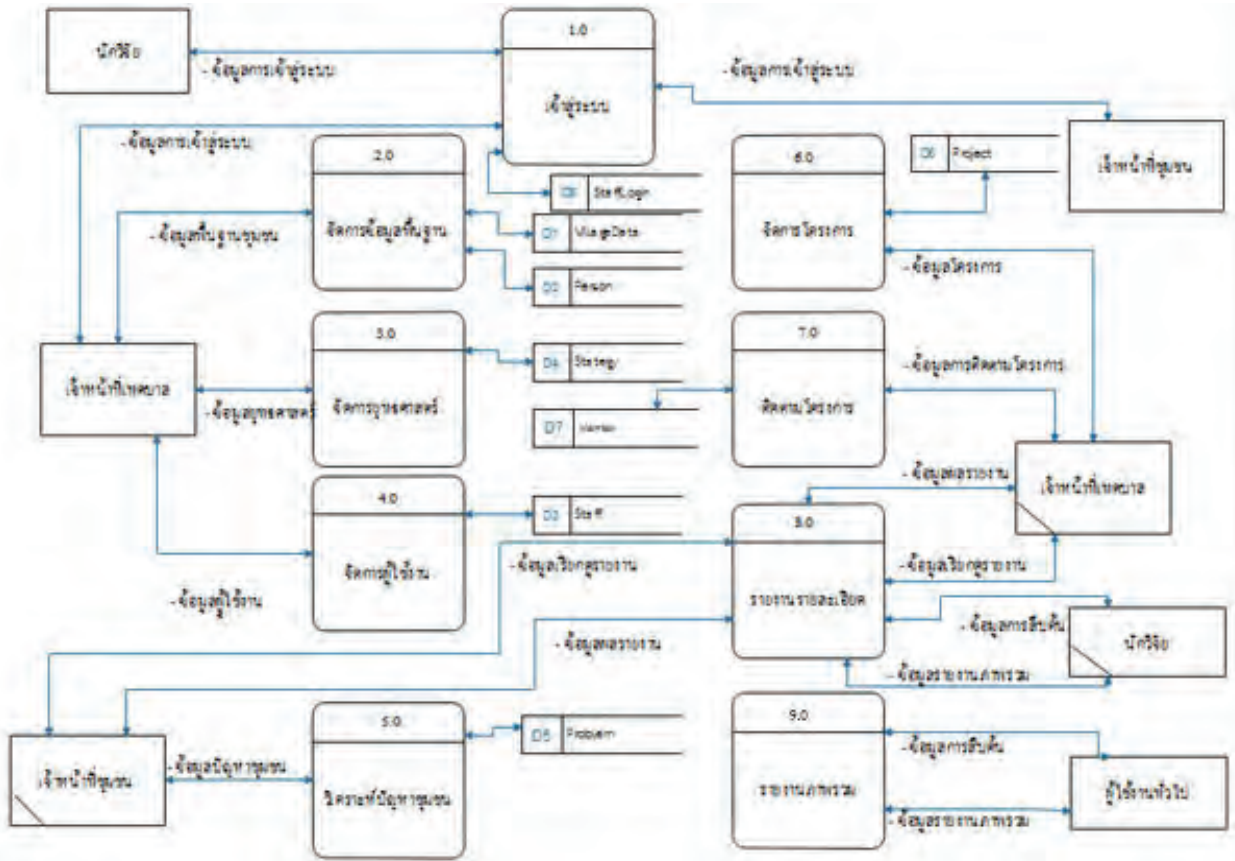 นักวิจัย
- ข้อมูลการเข้าสู่ระบบ
1.0
เข้าสู่ระบบ
- ข้อมูลการเข้าสู่ระบบ
เจ้าหน้าที่ชุมชน
- ข้อมูลการเข้าสู่ระบบ
2.0
จัดการข้อมูลพื้นฐาน
- ข้อมูลพื้นฐานชุมชน
StaffLogin
D1 VillageData
Person
Project
6.0
จัดการโครงการ
- ข้อมูลโครงการ
เจ้าหน้าที่เทศบาล
- ข้อมูลยุทธศาสตร์
3.0
จัดการยุทธศาสตร์
D4 Strategy
D7
7.0
ติดตามโครงการ
- ข้อมูลการติดตามโครงการ
- ข้อมูลผลรายงาน
เจ้าหน้าที่เทศบาล
4.0
จัดการผู้ใช้งาน
- ข้อมูลผู้ใช้งาน
Staff
- ข้อมูลเรียกดูรายงาน
8.0
รายงานรายละเอียด
- ข้อมูลเรียกดูรายงาน
- ข้อมูลการสืบค้น
นักวิจัย
- ข้อมูลผลรายงาน
- ข้อมูลรายงานภาพรวม
เจ้าหน้าที่ชุมชน
- ข้อมูลปัญหาชุมชน
5.0
วิเคราะห์ปัญหาชุมชน
D5 Problem
9.0
รายงานภาพรวม
- ข้อมูลการสืบค้น
ผู้ใช้งานทั่วไป
- ข้อมูลรายงานภาพรวม